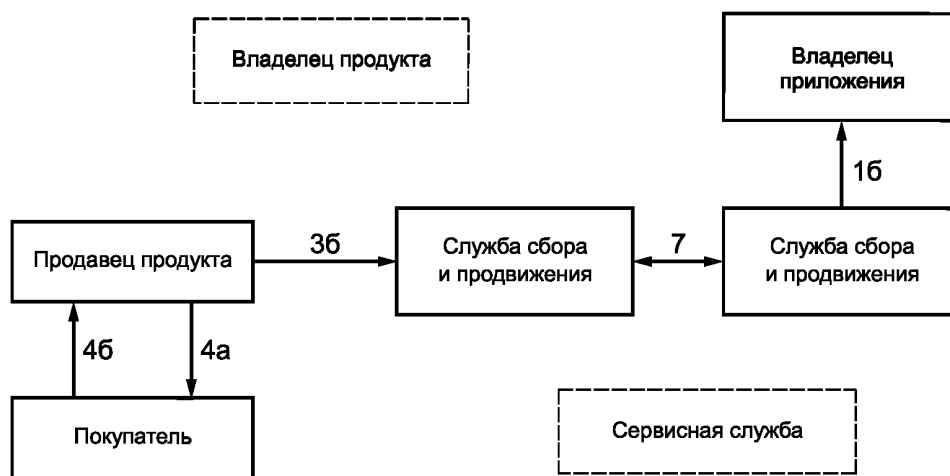 Владелец продукта
Владелец
приложения
1б
Продавец продукта
3б
Служба сбора
и продвижения
7
Служба сбора
и продвижения
4б
4а
Покупатель
Сервисная служба